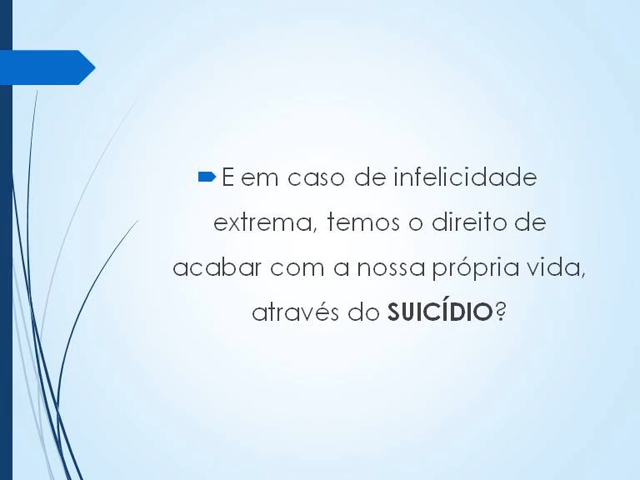 E em caso de infelicidade
extrema, temos o direito de
acabar com a nossa própria vida,
através do SUICÍDIO?